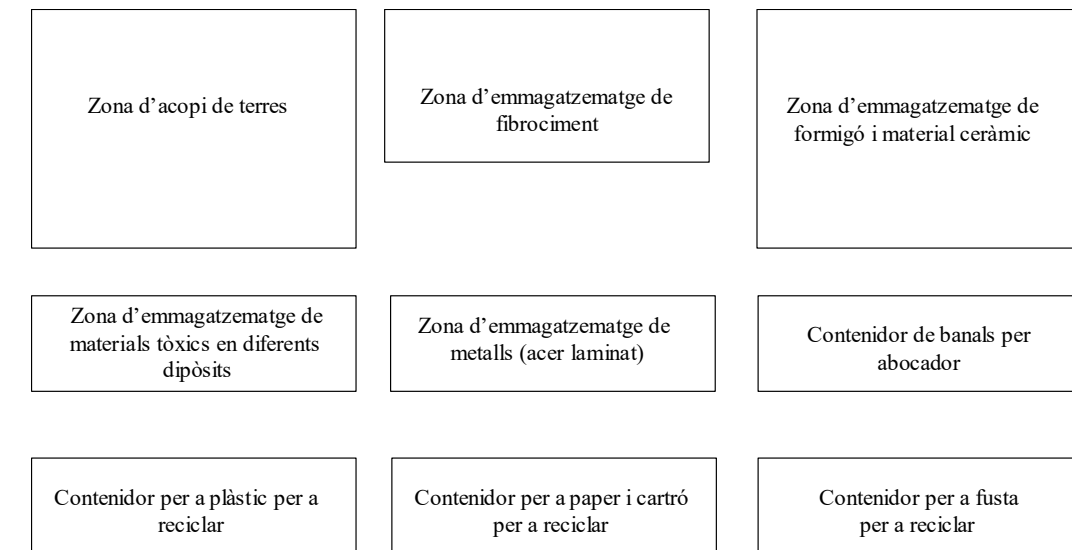 Zona d’acopi de terres
Zona d’emmagatzematge de
fibrociment
Zona d’emmagatzematge de
formigó i material ceràmic
Zona d’emmagatzematge de
materials tòxics en diferents
dipòsits
Zona d’emmagatzematge de
metalls (acer laminat)
Contenidor de banals per
abocador
Contenidor per a plàstic per a
reciclar
Contenidor per a paper i cartró
per a reciclar
Contenidor per a fusta
per a reciclar